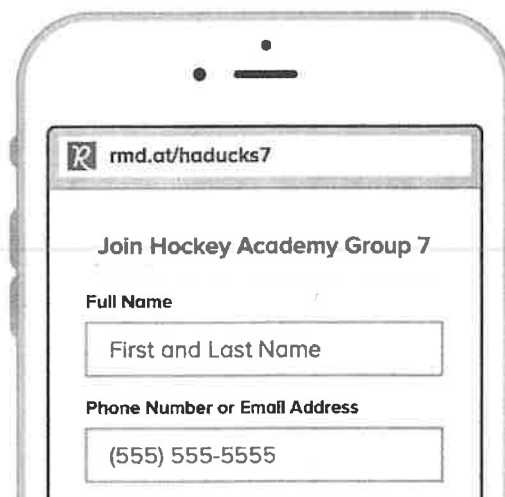 R rmd.at/haducks7
Join Hockey Academy Group 7
Full Name
First and Last Name
Phone Number or Email Address
(555) 555-5555